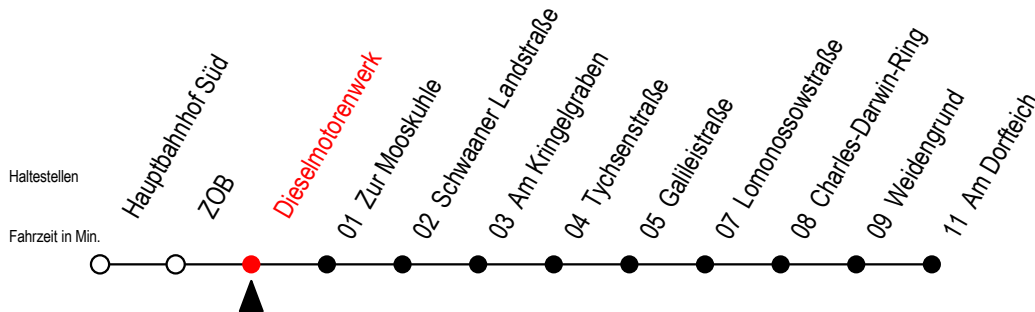 Haltestellen
Fahrzeit in Min.
Hauptbahnhof Süd
ZOB
Dieselmotorenwerk
01 Zur Mooskuhle
02 Schwaaner Landstraße
03 Am Kringelgraben
04 Tychsenstraße
05 Galileistraße
07 Lomonossowstraße
08 Charles-Darwin-Ring
09 Weidengrund
11 Am Dorfteich